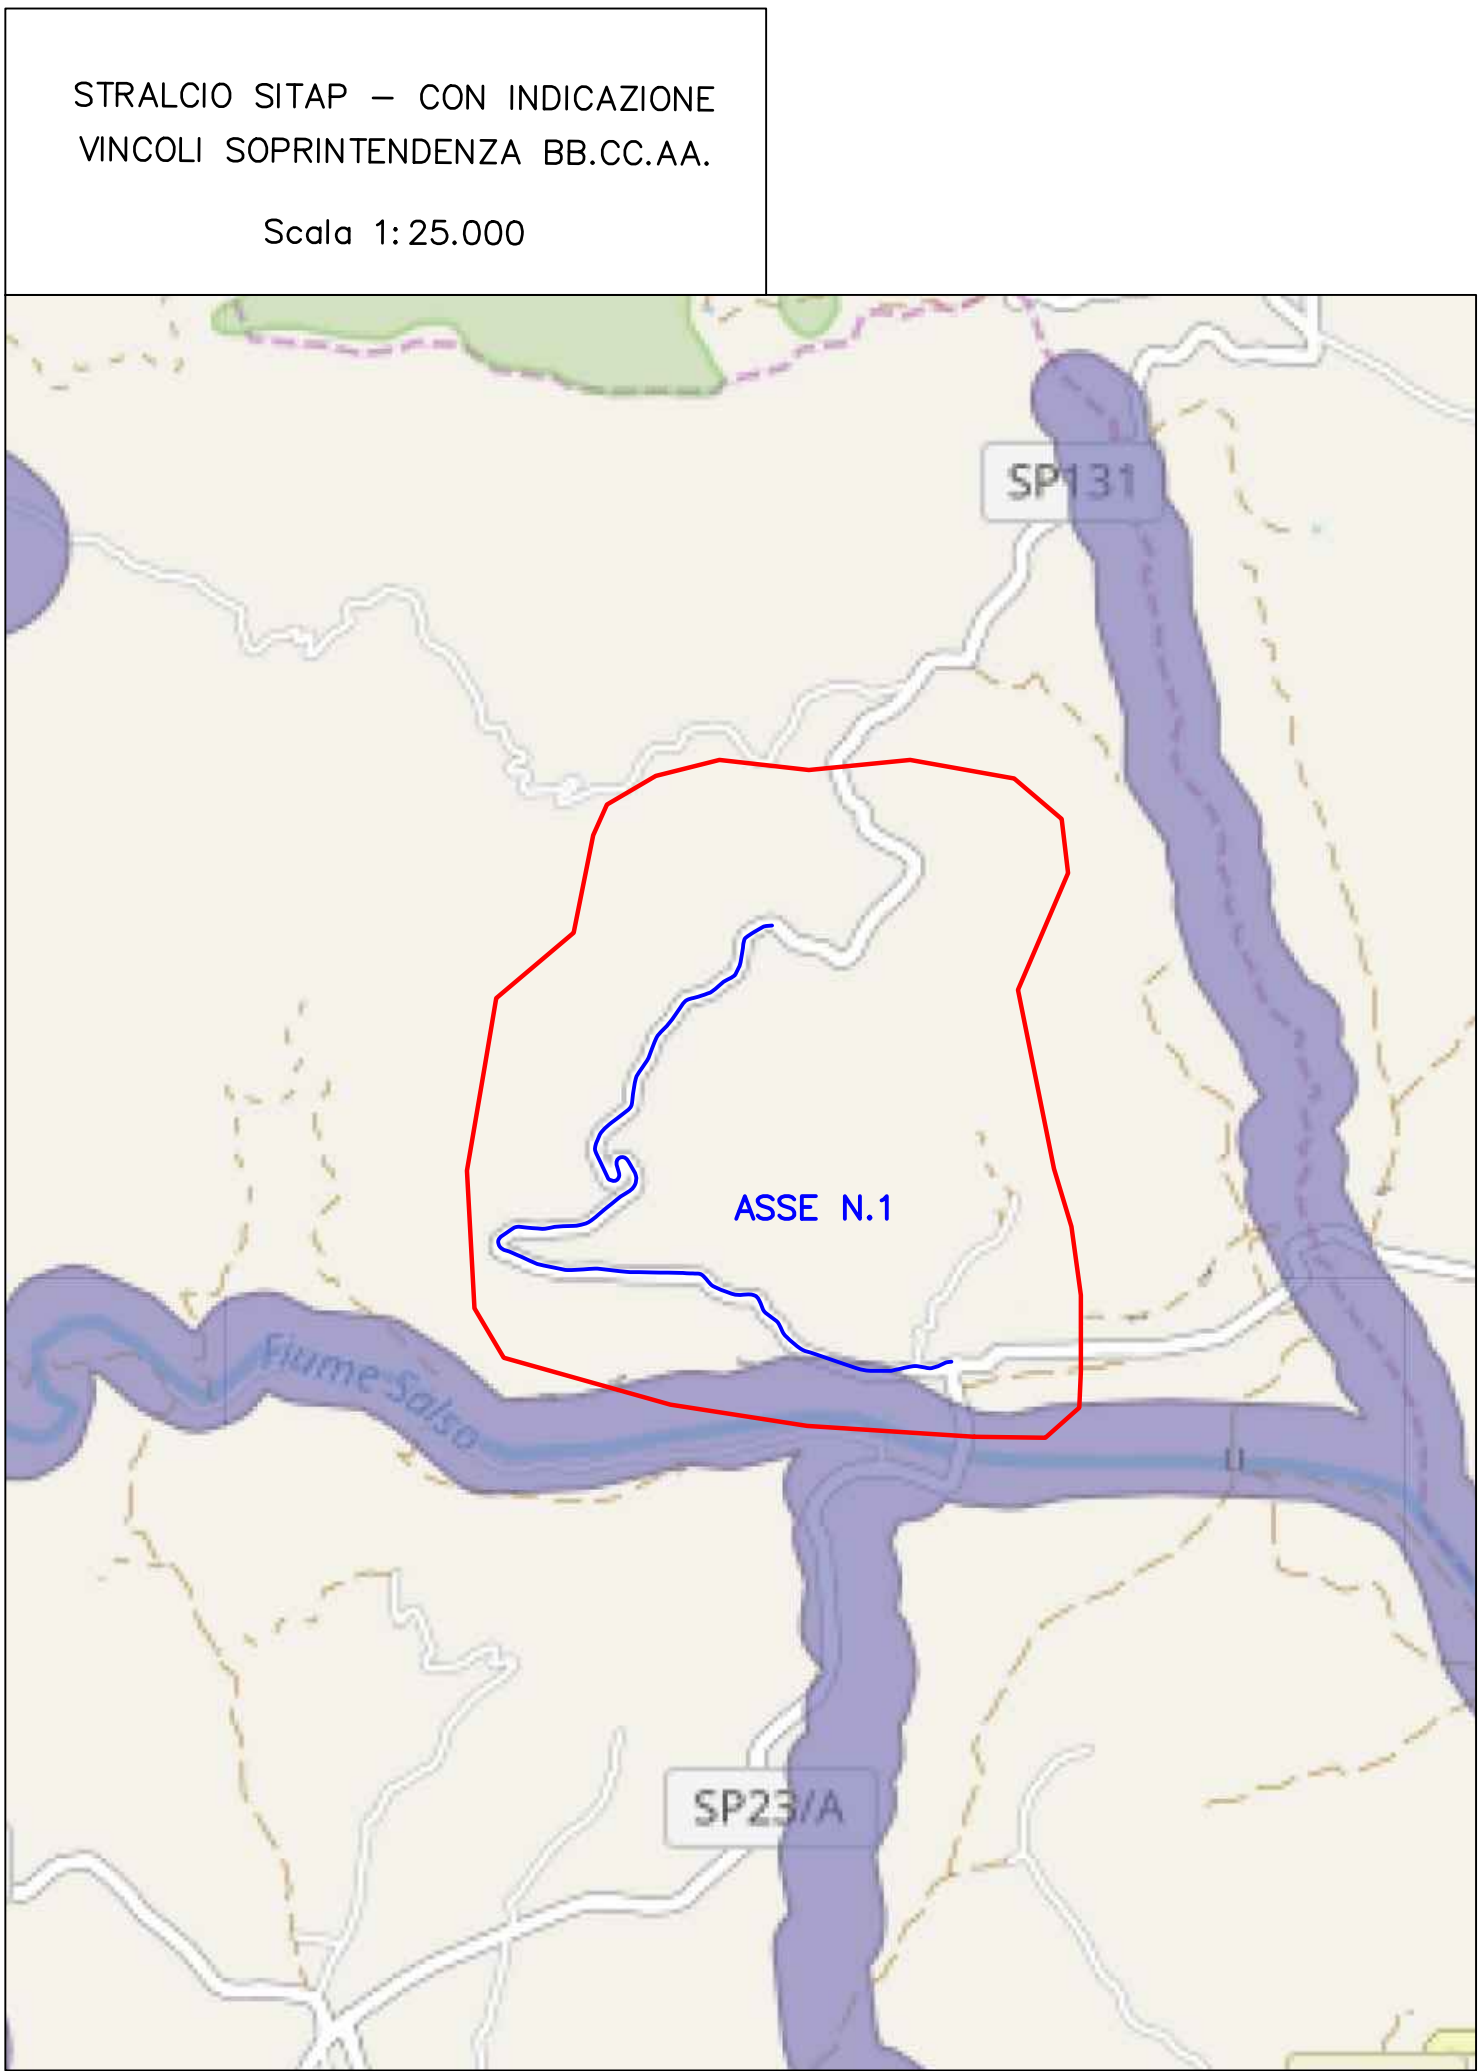 STRALCIO SITAP – CON INDICAZIONE
VINCOLI SOPRINTENDENZA BB.CC.AA.
Scala 1:25.000
SP131
ASSE N.1
Fiume Salso
SP23/A